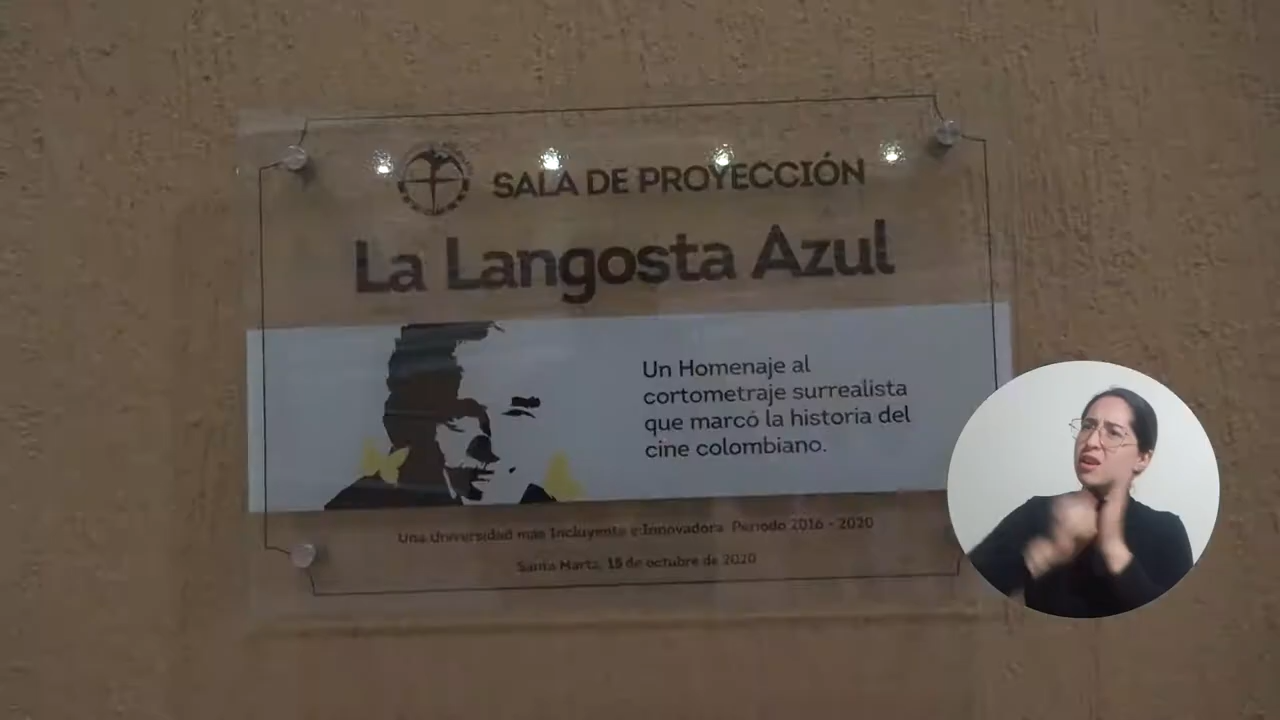 SALA DE PROYECCIÓN
La Langosta Azul
Un Homenaje al
cortometraje surrealista
que marcó la historia del
cine colombiano.
Una Universidad más Incluyente e Innovadora. Periodo 2016 - 2020
Santa Marta, 15 de octubre de 2020